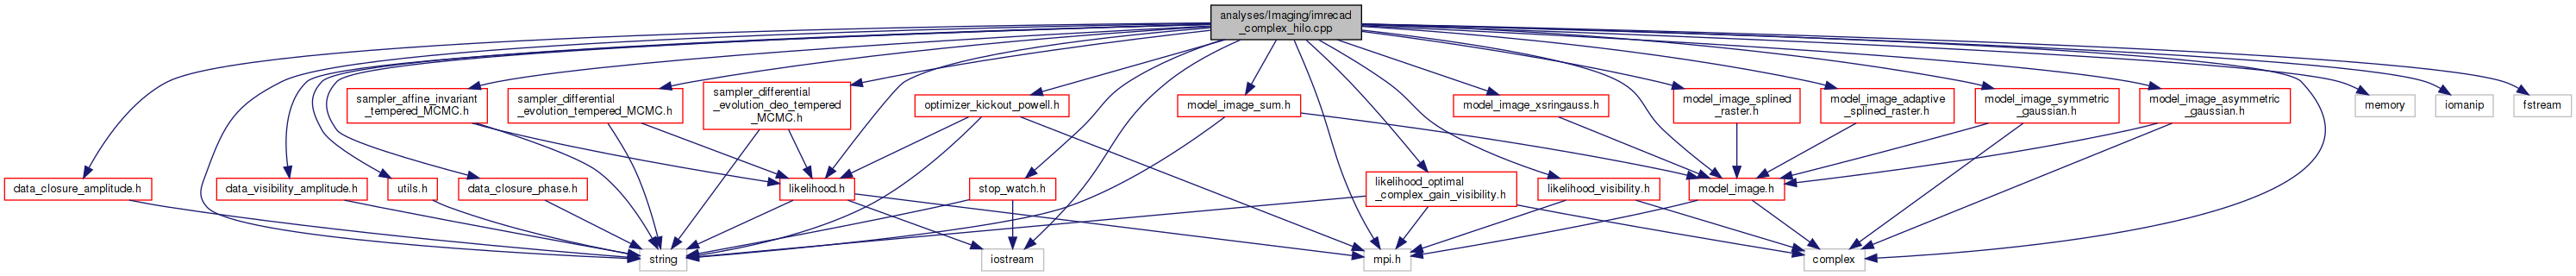 analyses/Imaging/imrecad
_complex_hilo.cpp
sampler_affine_invariant
_tempered_MCMC.h
sampler_differential
_evolution_tempered_MCMC.h
sampler_differential
_evolution_deo_tempered
_MCMC.h
optimizer_kickout_powell.h
model_image_sum.h
model_image_xsringauss.h
model_image_splined
_raster.h
model_image_adaptive
_splined_raster.h
model_image_symmetric
_gaussian.h
model_image_asymmetric
_gaussian.h
memory
iomanip
fstream
data_closure_amplitude.h
data_visibility_amplitude.h
utils.h
data_closure_phase.h
likelihood.h
stop_watch.h
likelihood_optimal
_complex_gain_visibility.h
likelihood_visibility.h
model_image.h
string
iostream
mpi.h
complex